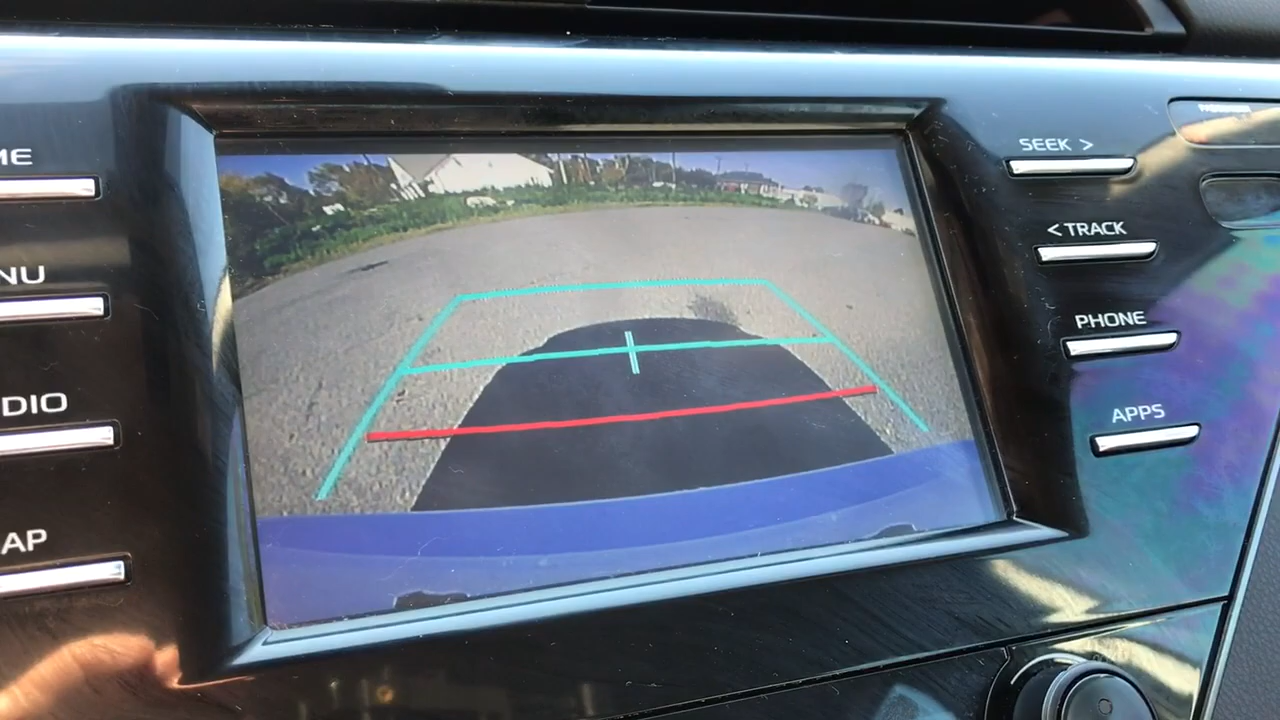 ME
NU
DIO
AP
SEEK >
< TRACK
PHONE
APPS